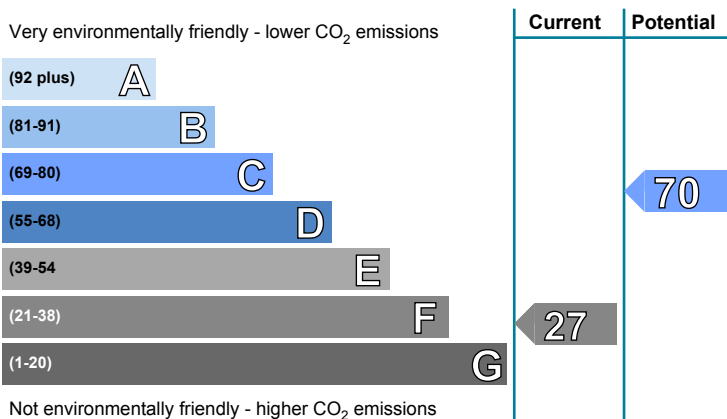 Current Potential
Very environmentally friendly - lower CO2 emissions
(92 plus) A
(81-91) B
(69-80) C
70
(55-68) D
(39-54 E
(21-38) F
27
(1-20) G
Not environmentally friendly - higher CO2 emissions